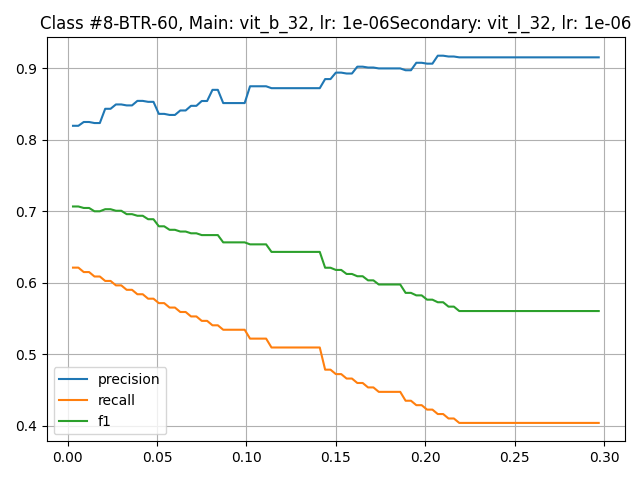 Class #8-BTR-60, Main: vit_b_32, lr: 1e-06Secondary: vit_l_32, lr: 1e-06
0.9
0.8
0.7
0.6
0.5
0.4
precision
recall
f1
0.00 0.05 0.10 0.15 0.20 0.25 0.30